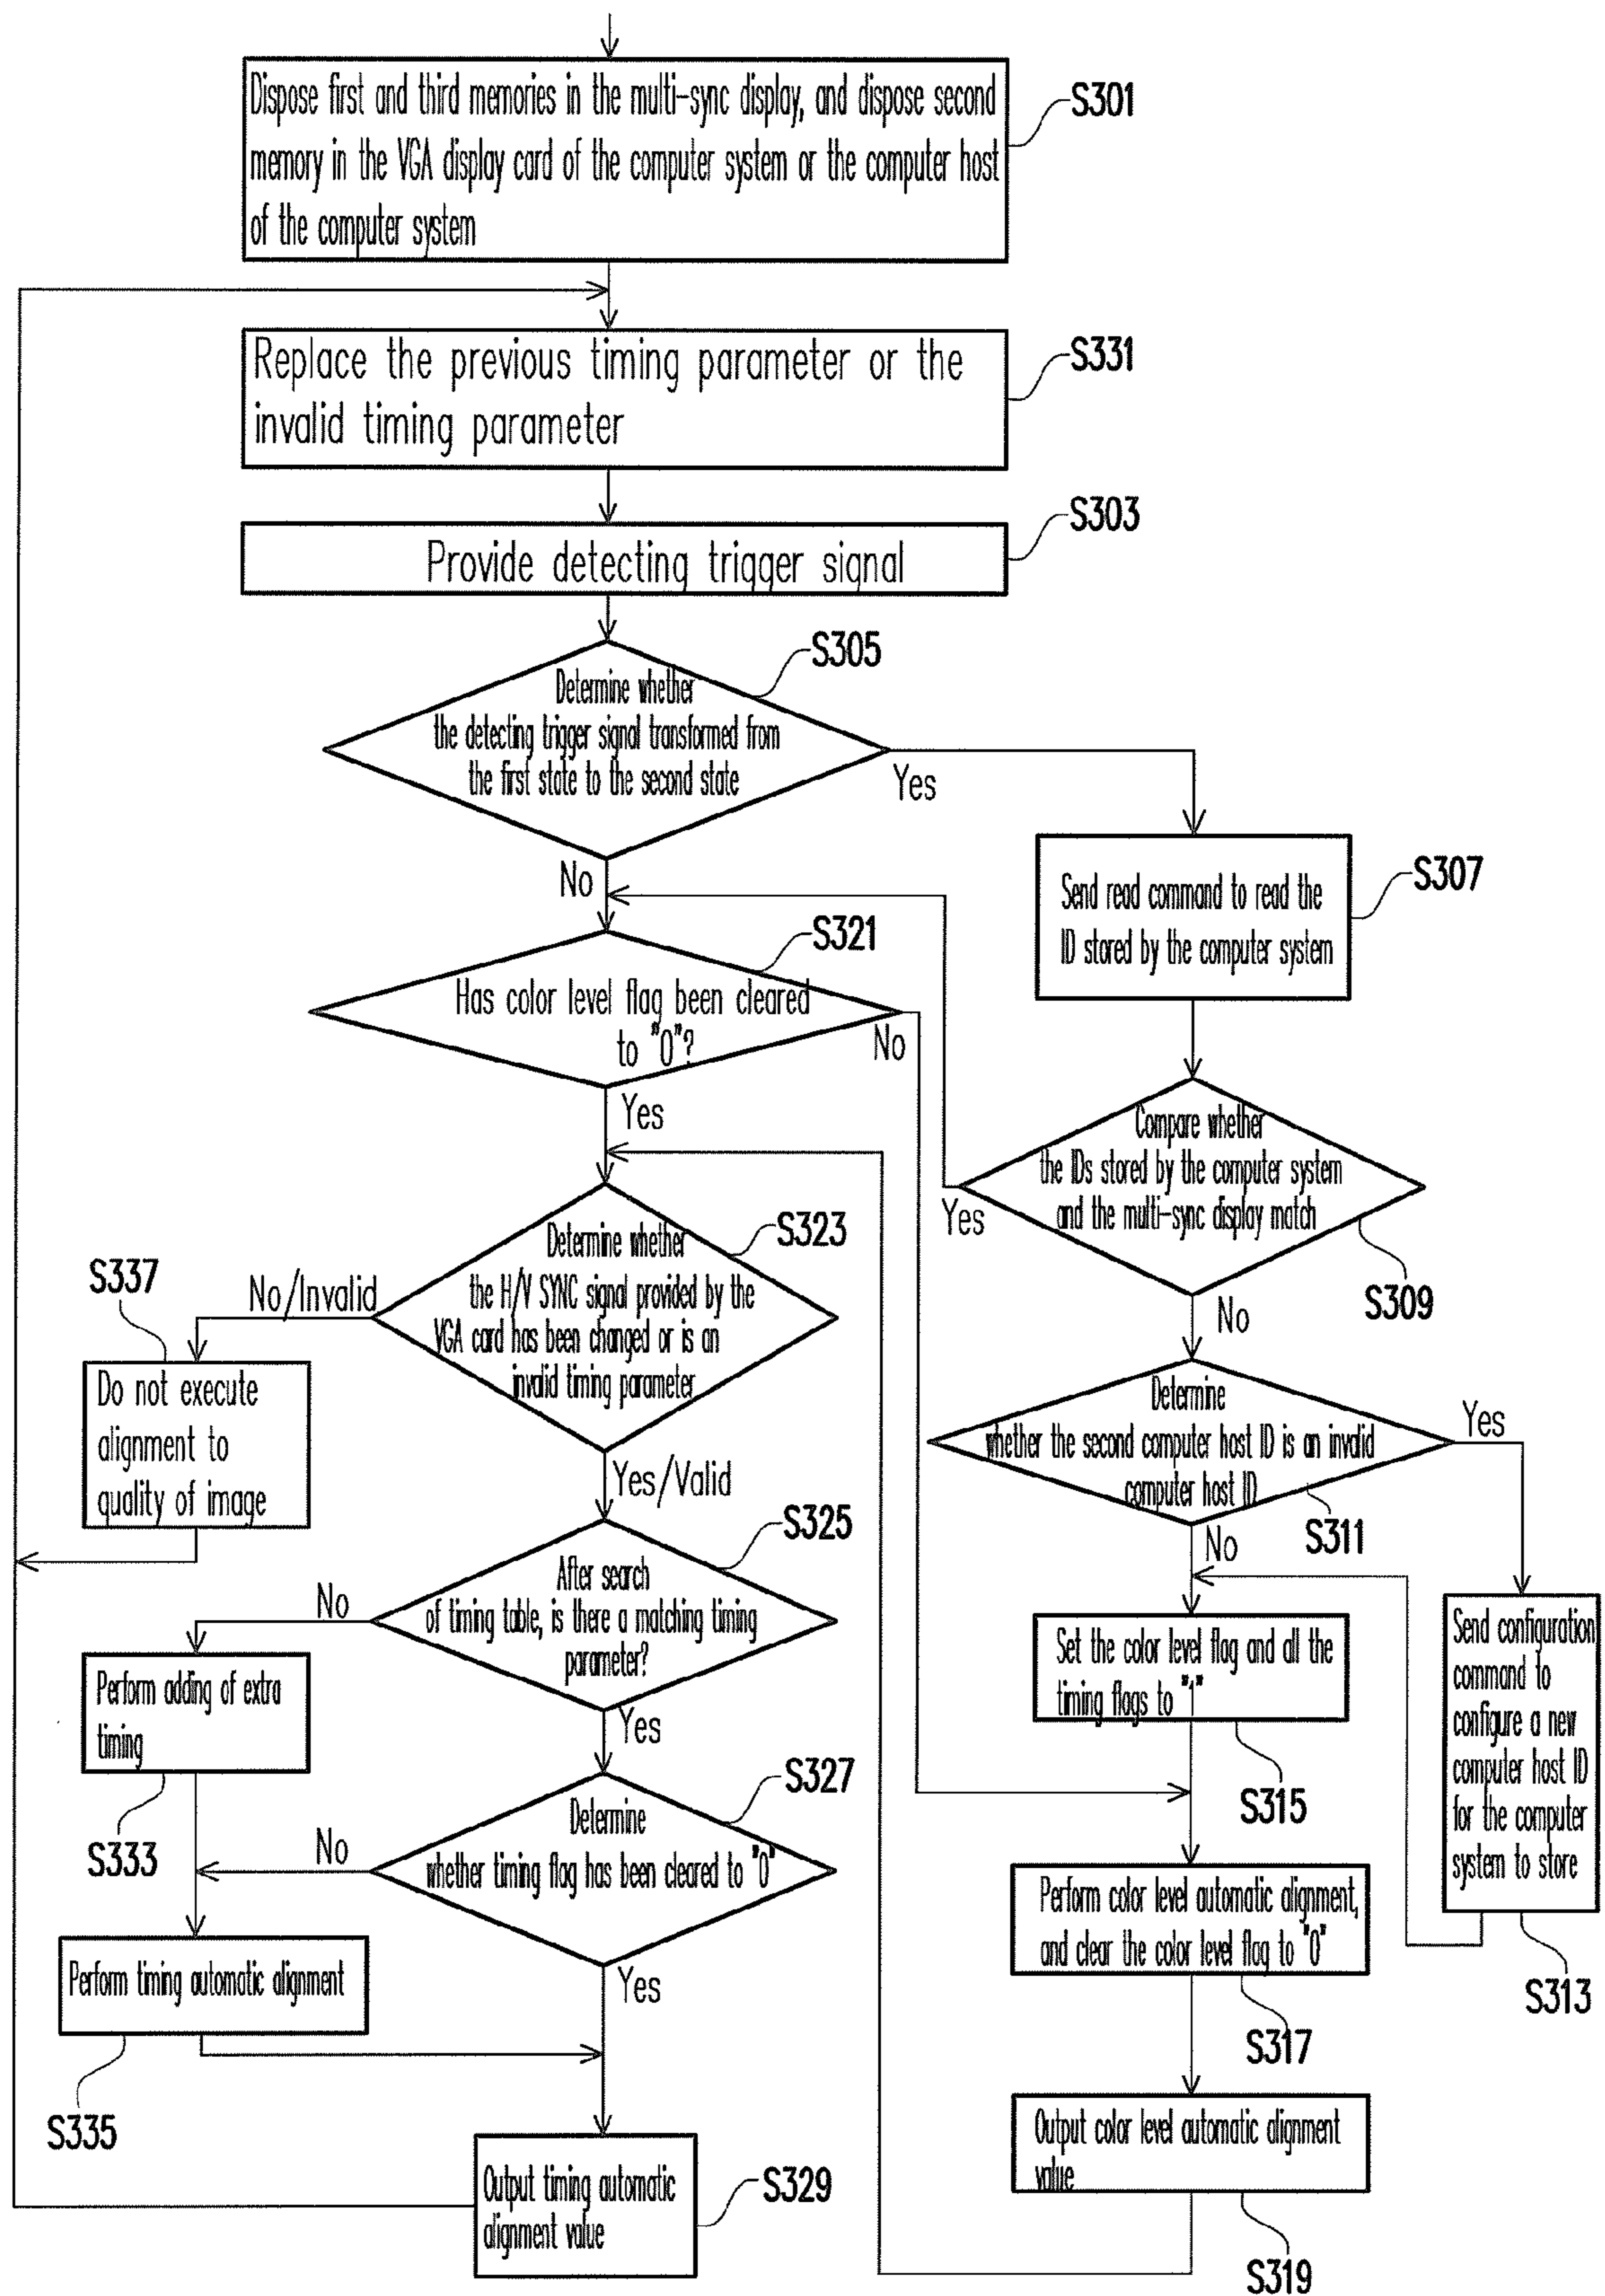 Dispose first and third memories in the multi-sync display, and dispose second
memory in the VGA display card of the computer system or the computer host
of the computer system
S301
Replace the previous timing parameter or the
invalid timing parameter
S331
Provide detecting trigger signal
S303
Determine whether
the detecting trigger signal transformed from
the first state to the second state
S305
Yes
No
Send read command to read the
ID stored by the computer system
S307
Has color level flag been cleared
to "0"?
S321
No
Yes
Compare whether
the IDs stored by the computer system
and the multi-sync display match
S309
Yes
No
Determine whether
the H/V SYNC signal provided by the
VGA card has been changed or is an
invalid timing parameter
S323
No/Invalid
Yes/Valid
S337
Do not execute
alignment to
quality of image
Determine
whether the second computer host ID is an invalid
computer host ID
S311
Yes
No
After search
of timing table, is there a matching timing
parameter?
S325
No
Yes
Send configuration
command to
configure a new
computer host ID
for the computer
system to store
S313
Set the color level flag and all the
timing flags to "1"
S315
Perform adding of extra
timing
S333
Determine
whether timing flag has been cleared to "0"
S327
No
Yes
Perform color level automatic alignment,
and clear the color level flag to "0"
S317
Perform timing automatic alignment
S335
Output color level automatic alignment
value
S319
Output timing automatic
alignment value
S329